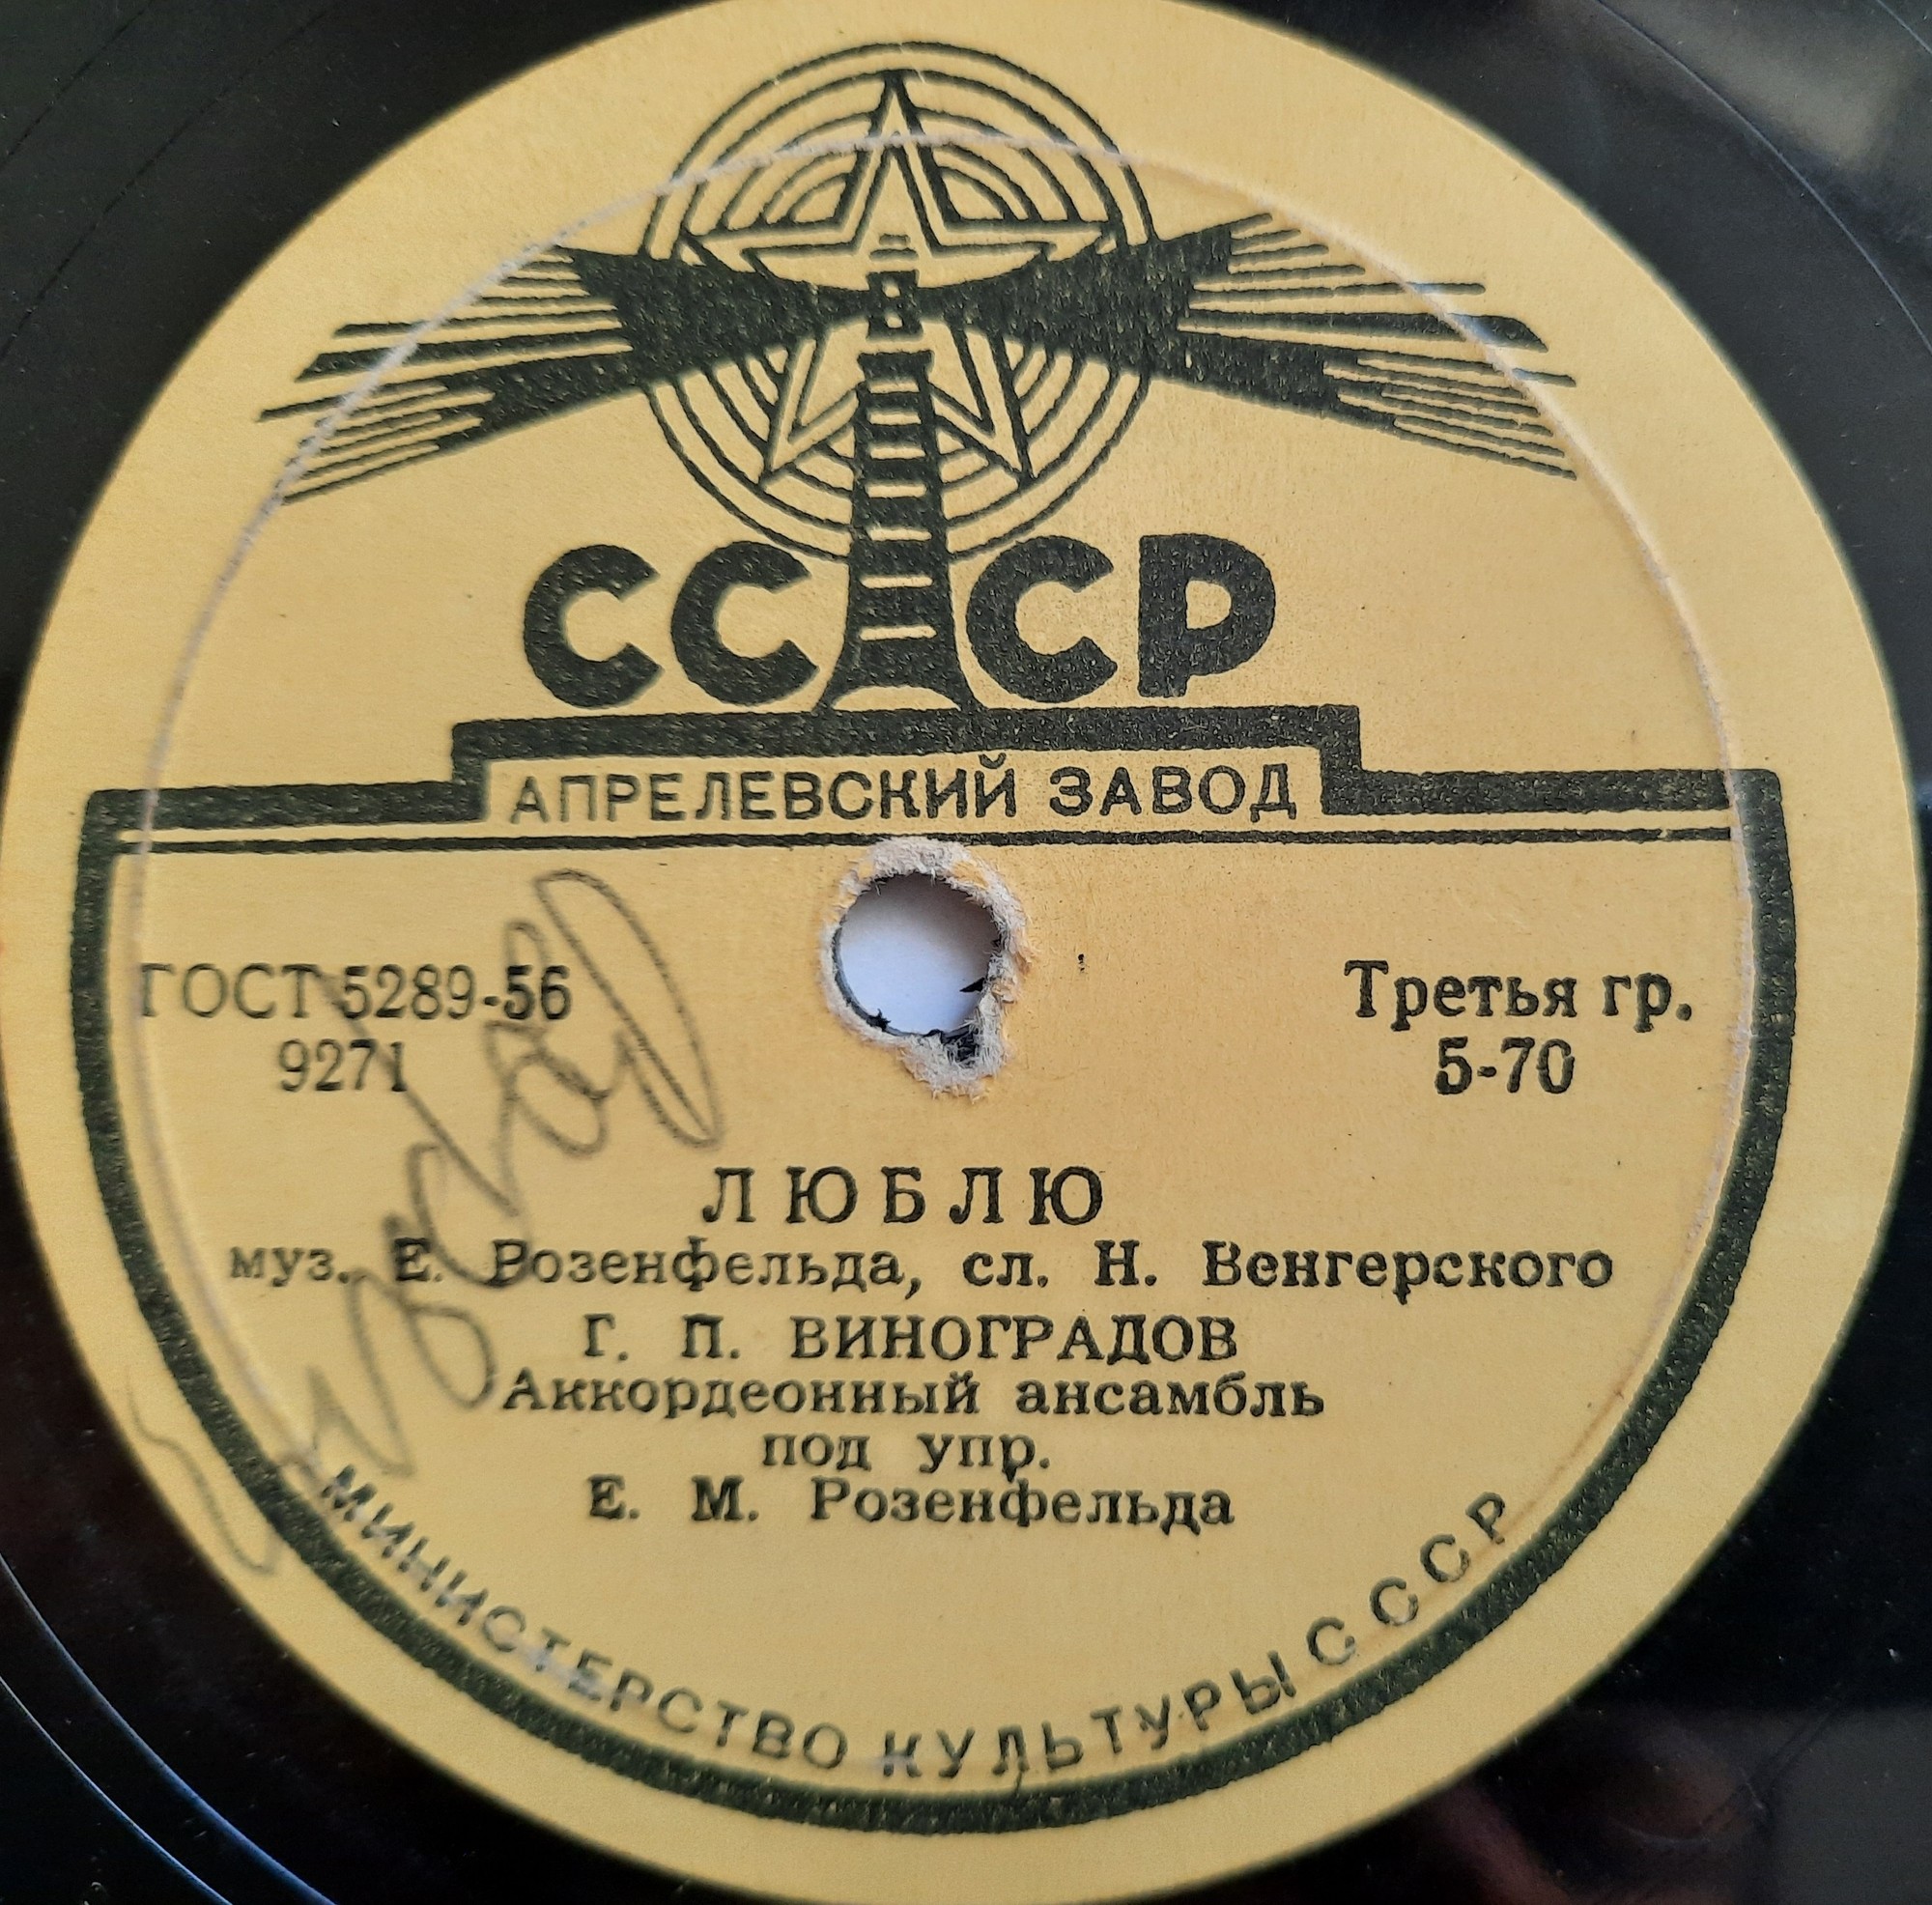 СССР
АПРЕЛЕВСКИЙ ЗАВОД
ГОСТ 5289-56
9271
Третья гр.
5-70
ЛЮБЛЮ
муз. Е. Розенфельда, сл. Н. Венгерского
Г. П. ВИНОГРАДОВ
Аккордеонный ансамбль
под упр.
Е. М. Розенфельда
МИНИСТЕРСТВО КУЛЬТУРЫ СССР